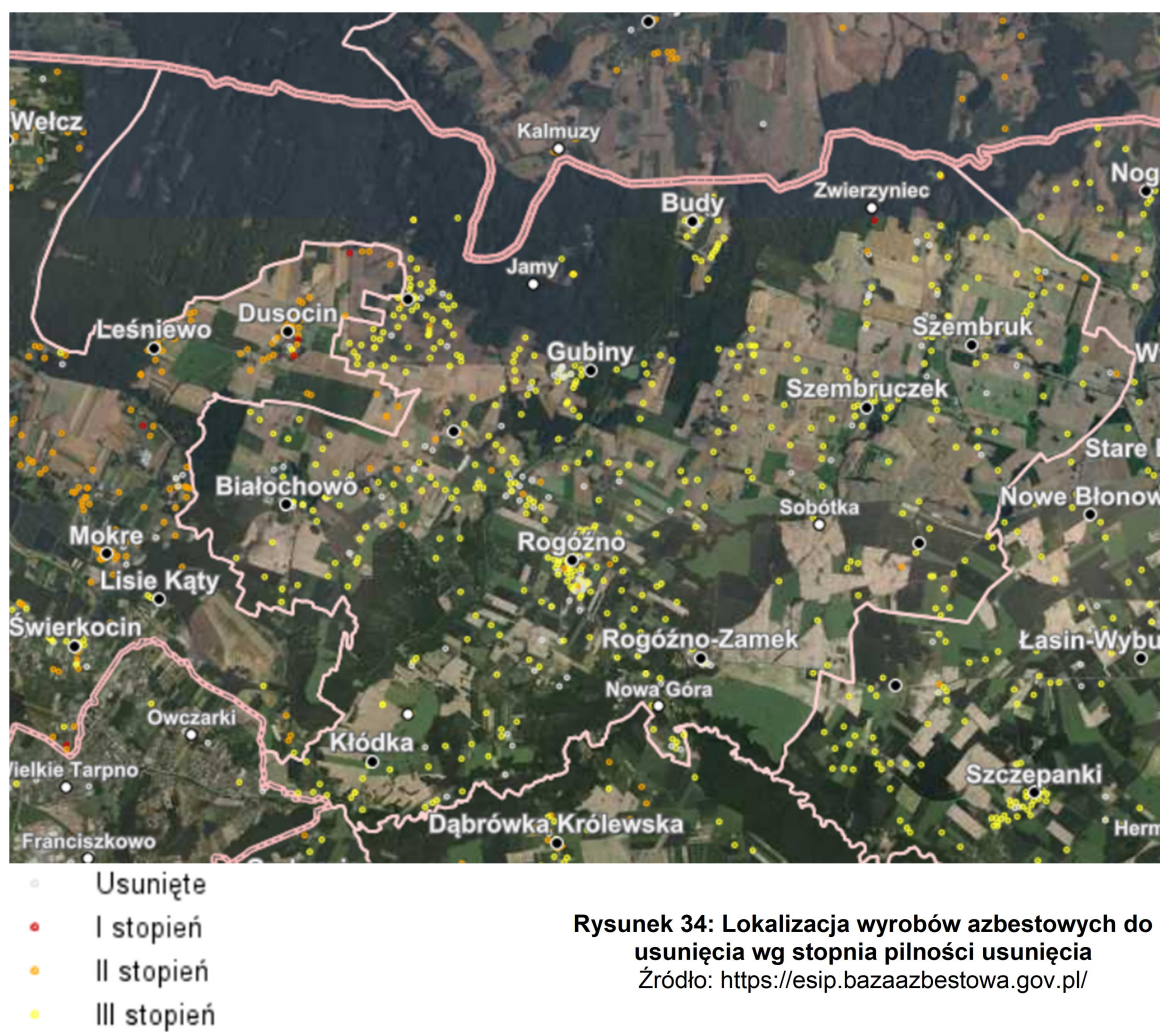 Wełcz
Kalmuzy
Nog
Zwierzyniec
Budy
Jamy
Dusocin
Leśniewo
Szembruk
Gubiny
Wy
Szembruczek
Stare
Białochowo
Nowe Błonow
Sobótka
Mokre
Rogóźno
Lisie Kąty
Świerkocin
Rogóźno-Zamek
Łasin-Wybu
Nowa Góra
Owczarki
Kłódka
Wielkie Tarpno
Szczepanki
Dąbrówka Królewska
Herm
Franciszkowo
Usunięte
I stopień
II stopień
III stopień
Rysunek 34: Lokalizacja wyrobów azbestowych do
usunięcia wg stopnia pilności usunięcia
Źródło: https://esip.bazaazbestowa.gov.pl/